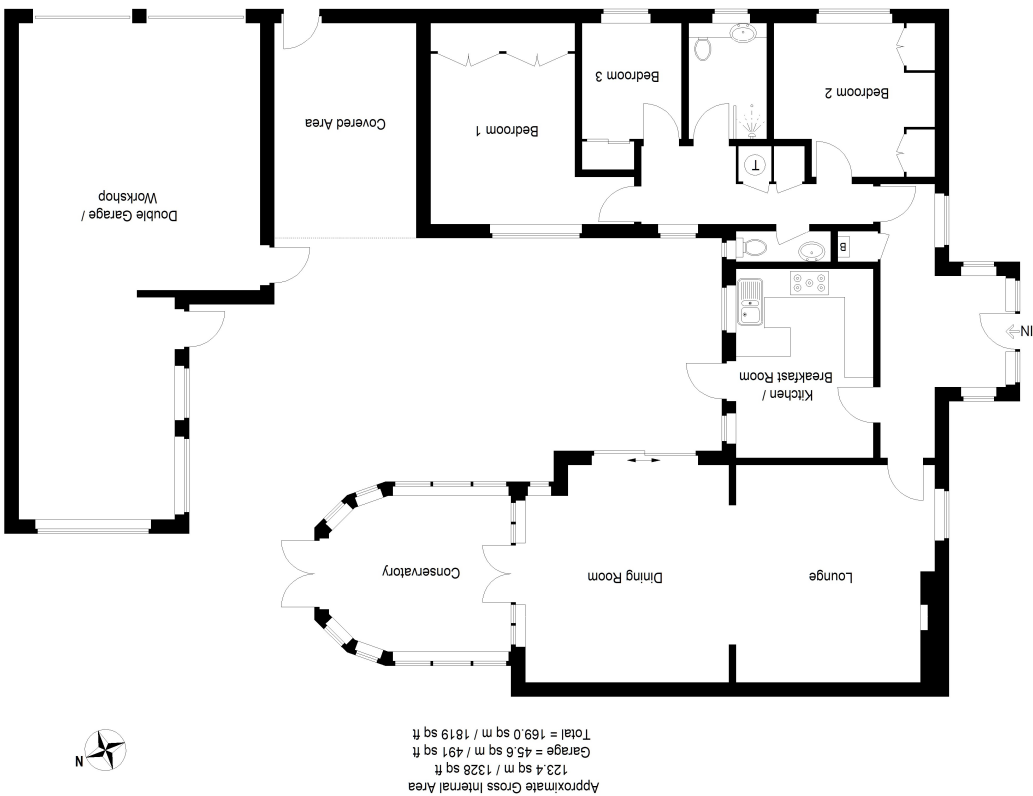 Approximate Gross Internal Area
123.4 sq m / 1328 sq ft
Garage = 45.6 sq m / 491 sq ft
Total = 169.0 sq m / 1819 sq ft
N
Lounge
Dining Room
Conservatory
Kitchen /
Breakfast Room
IN
B
T
Double Garage /
Workshop
Covered Area
Bedroom 1
Bedroom 3
Bedroom 2